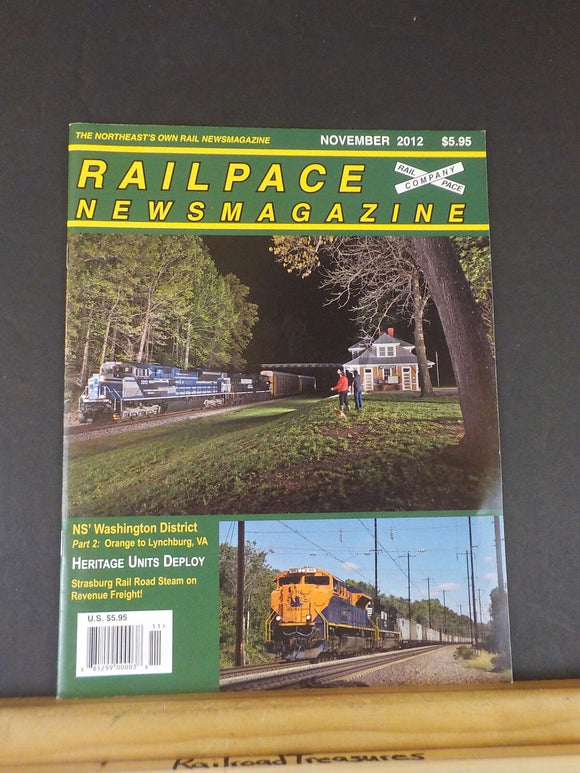 THE NORTHEAST'S OWN RAIL NEWSMAGAZINE
NOVEMBER 2012 $5.95
RAILPACE
NEWSMAGAZINE
RAIL PACE
COMPANY
NS' Washington District
Part 2: Orange to Lynchburg, VA
HERITAGE UNITS DEPLOY
Strasburg Rail Road Steam on
Revenue Freight!
U.S. $5.95
11>
Railroad Treasures